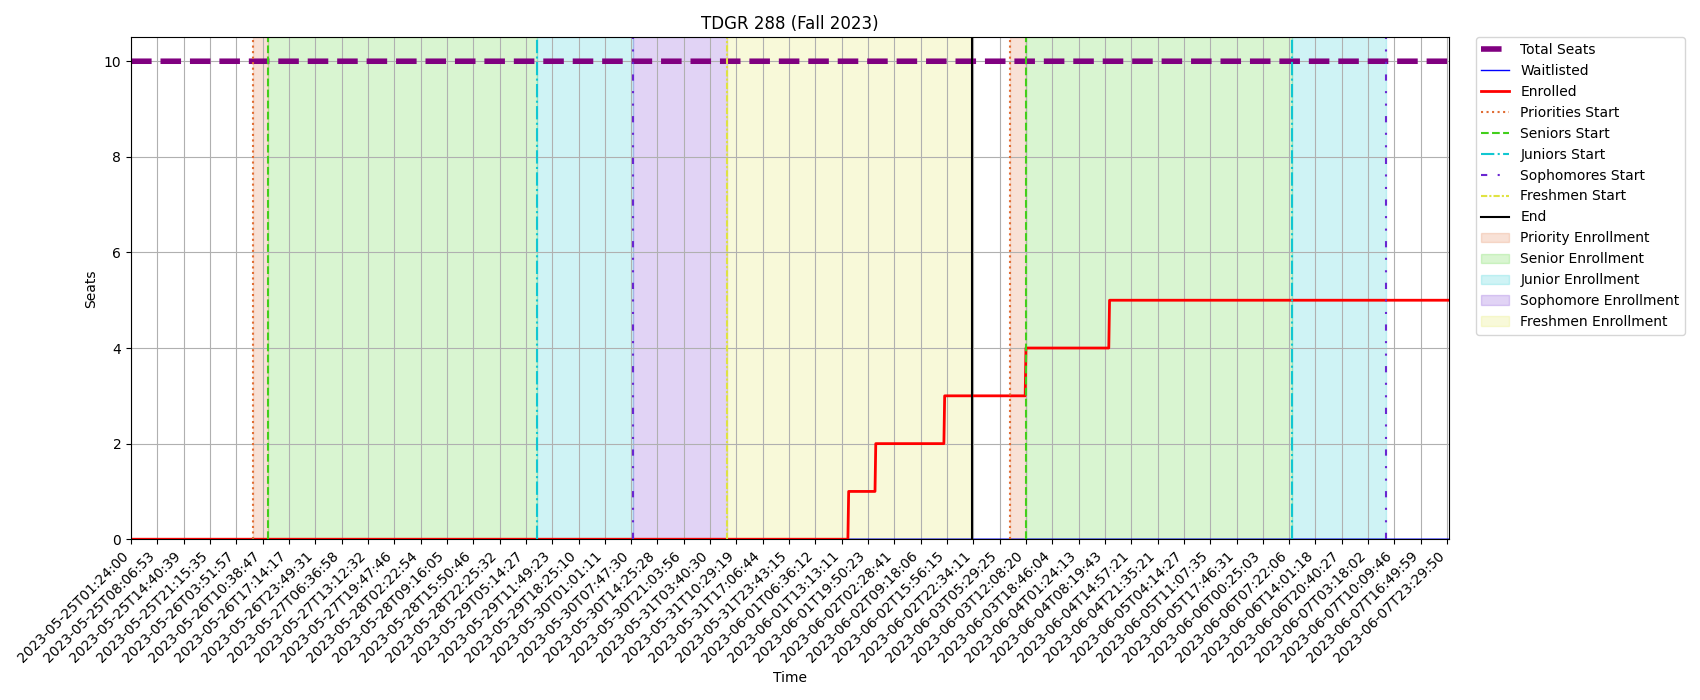 TDGR 288 (Fall 2023)
10
8
6
4
2
0
Seats
2023-05-25T01:24:00
2023-05-25T08:06:53
2023-05-25T14:40:39
2023-05-25T21:15:35
2023-05-26T03:51:57
2023-05-26T10:38:47
2023-05-26T17:14:17
2023-05-26T23:49:31
2023-05-27T06:36:58
2023-05-27T13:12:32
2023-05-27T19:47:46
2023-05-28T02:22:54
2023-05-28T09:16:05
2023-05-28T15:50:46
2023-05-28T22:25:32
2023-05-29T05:14:27
2023-05-29T11:49:23
2023-05-29T18:25:10
2023-05-30T01:01:11
2023-05-30T07:47:30
2023-05-30T14:25:28
2023-05-30T21:03:56
2023-05-31T03:40:30
2023-05-31T10:29:19
2023-05-31T17:06:44
2023-05-31T23:43:15
2023-06-01T06:36:12
2023-06-01T13:13:11
2023-06-01T19:50:23
2023-06-02T02:28:41
2023-06-02T09:18:06
2023-06-02T15:56:15
2023-06-02T22:34:11
2023-06-03T05:29:25
2023-06-03T12:08:20
2023-06-03T18:46:04
2023-06-04T01:24:13
2023-06-04T08:19:43
2023-06-04T14:57:21
2023-06-04T21:35:21
2023-06-05T04:14:27
2023-06-05T11:07:35
2023-06-05T17:46:31
2023-06-06T00:25:03
2023-06-06T07:22:06
2023-06-06T14:01:18
2023-06-06T20:40:27
2023-06-07T03:18:02
2023-06-07T10:09:46
2023-06-07T16:49:59
2023-06-07T23:29:50
Time
Total Seats
Waitlisted
Enrolled
Priorities Start
Seniors Start
Juniors Start
Sophomores Start
Freshmen Start
End
Priority Enrollment
Senior Enrollment
Junior Enrollment
Sophomore Enrollment
Freshmen Enrollment